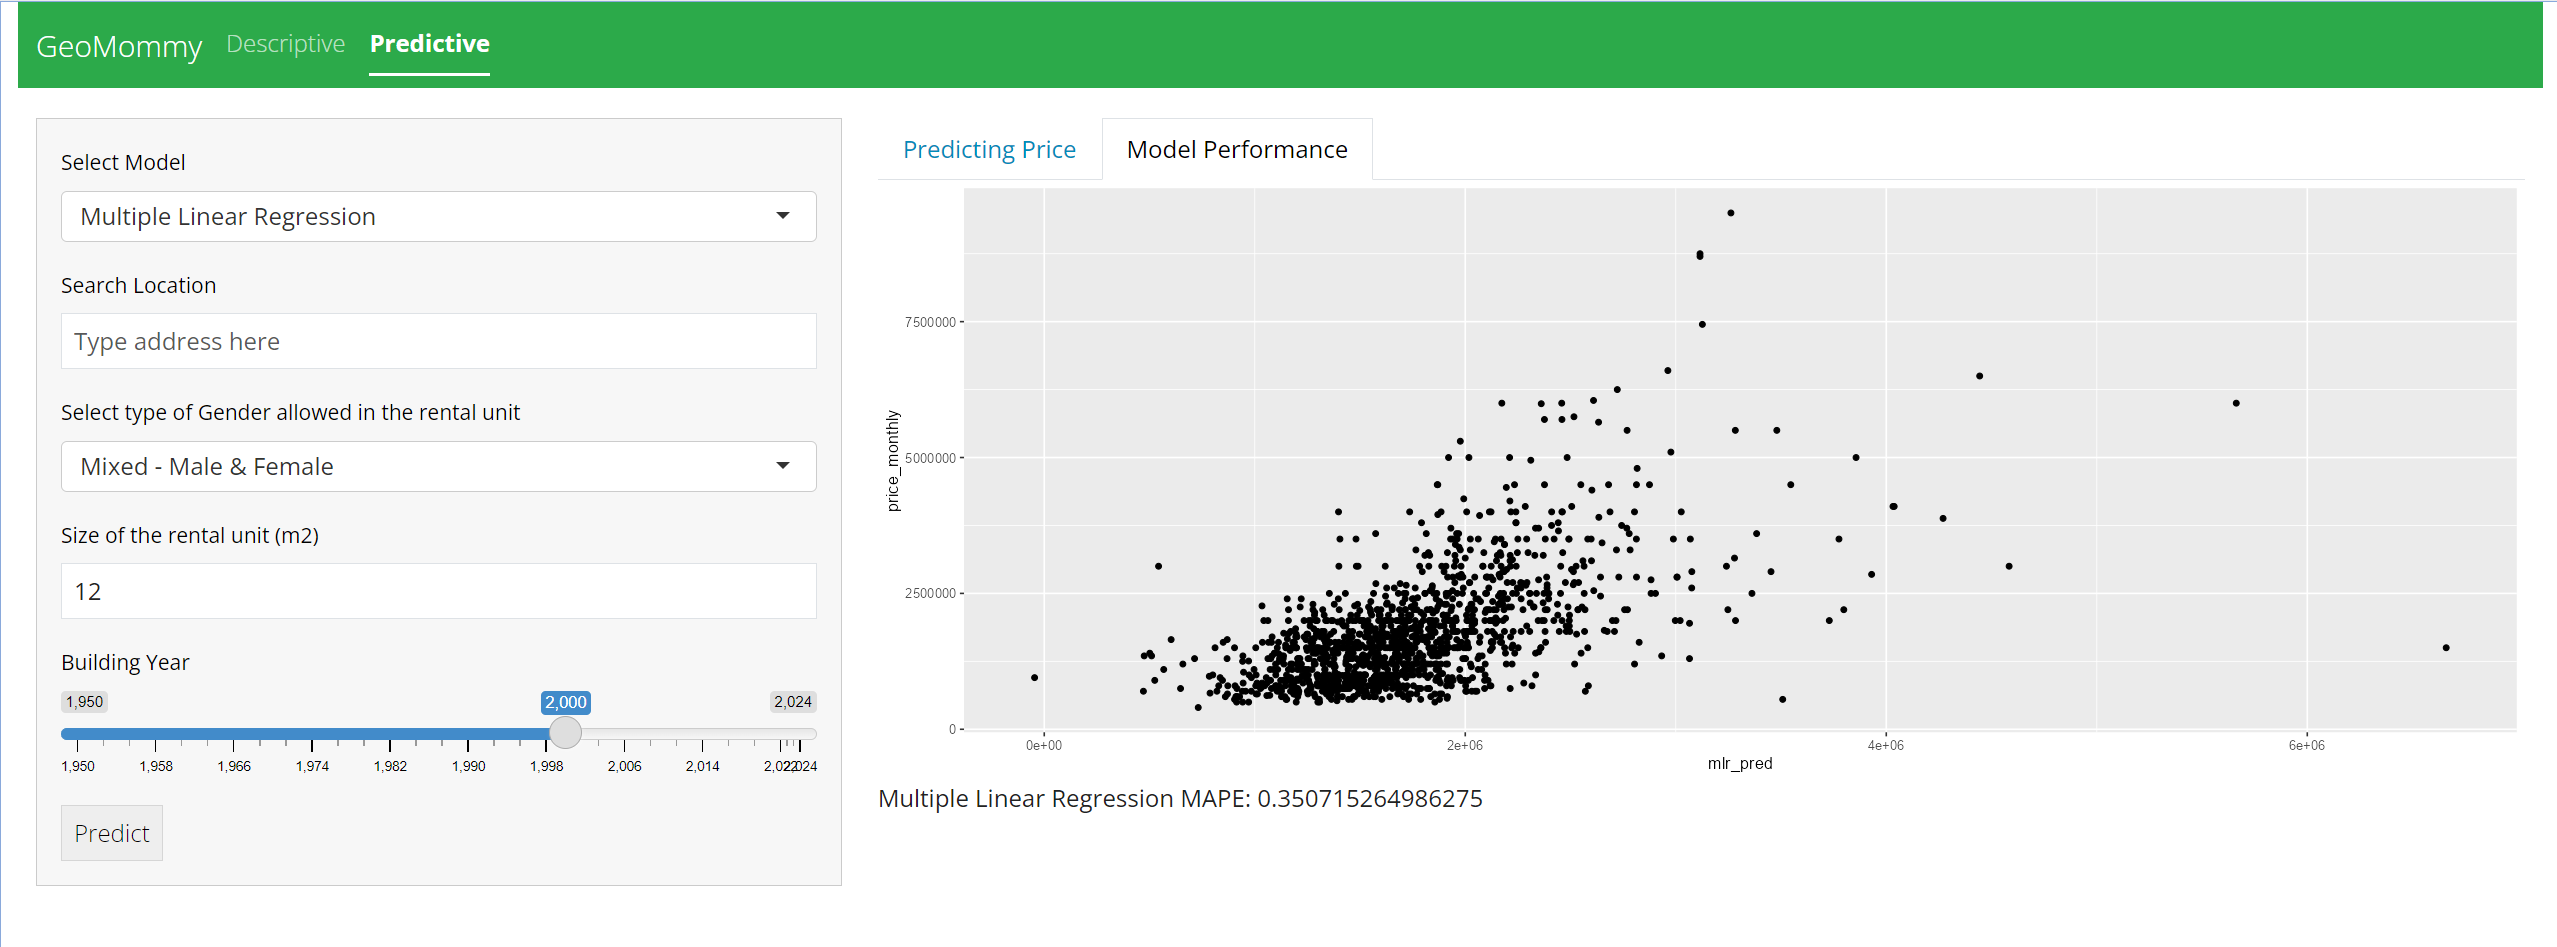 GeoMommy Descriptive Predictive
Select Model
Multiple Linear Regression
Search Location
Type address here
Select type of Gender allowed in the rental unit
Mixed - Male & Female
Size of the rental unit (m2)
12
Building Year
1,950 2,000 2,024
1,950 1,958 1,966 1,974 1,982 1,990 1,998 2,006 2,014 2,022 2,024
Predict
Predicting Price Model Performance
price_monthly
7500000
5000000
2500000
0
0e+00 2e+06 4e+06 6e+06
mlr_pred
Multiple Linear Regression MAPE: 0.350715264986275